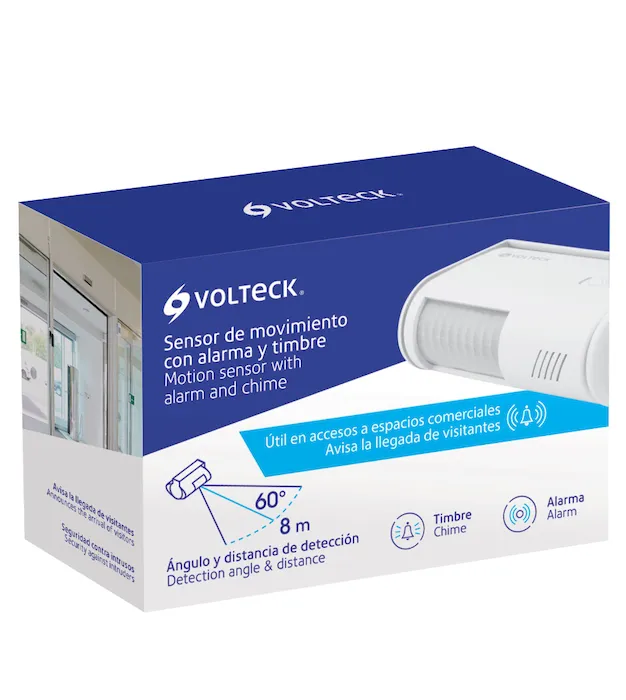 VOLTECK®
VOLTECK®
Sensor de movimiento
con alarma y timbre
Motion sensor with
alarm and chime
VOLTECK
Útil en accesos a espacios comerciales
Avisa la llegada de visitantes
60°
8 m
Ángulo y distancia de detección
Detection angle & distance
Timbre
Chime
Alarma
Alarm
Avisa la llegada de visitantes
Announces the arrival of visitors
Seguridad contra intrusos
Security against intruders